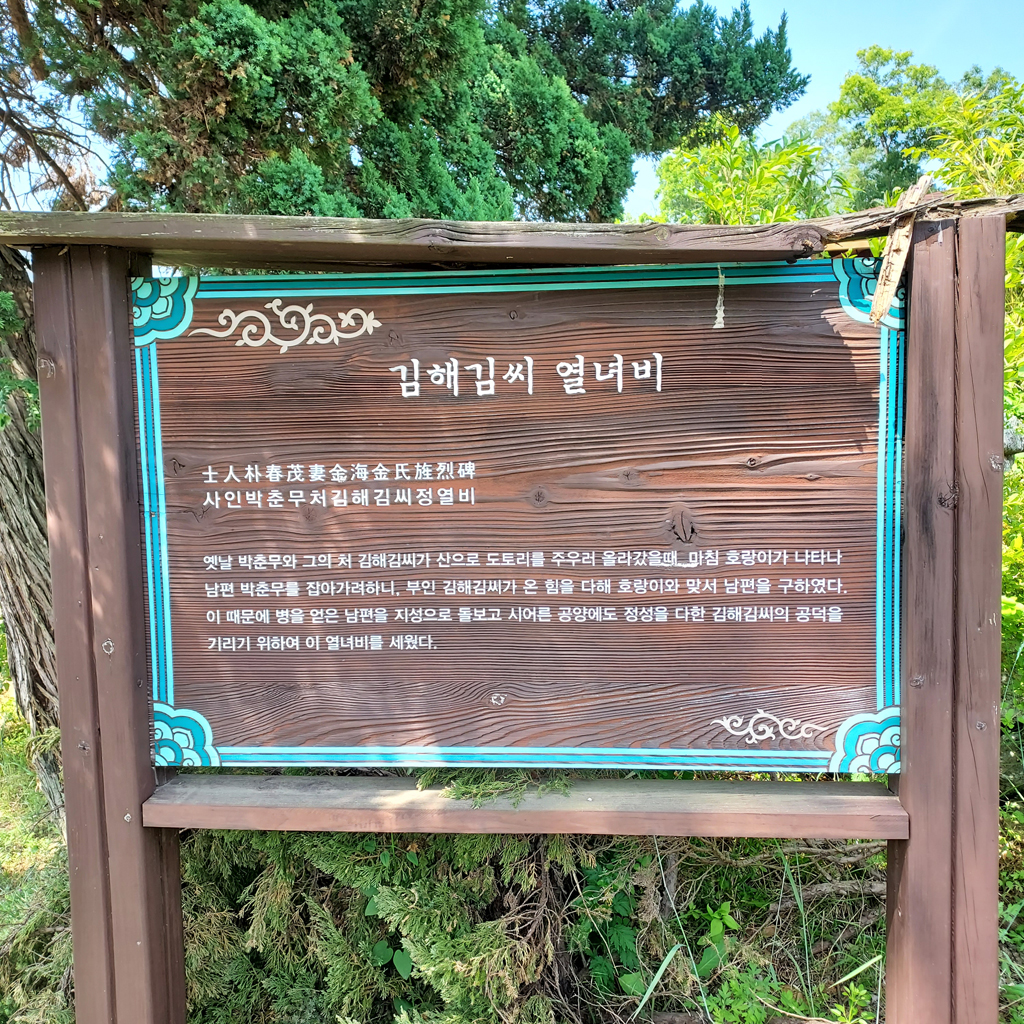 김해김씨 열녀비
士人朴春茂妻金海金氏旌烈碑
사인박춘무처김해김씨정열비
옛날 박춘무와 그의 처 김해김씨가 산으로 도토리를 주우러 올라갔을때, 마침 호랑이가 나타나
남편 박춘무를 잡아가려하니, 부인 김해김씨가 온 힘을 다해 호랑이와 맞서 남편을 구하였다.
이 때문에 병을 얻은 남편을 지성으로 돌보고 시어른 공양에도 정성을 다한 김해김씨의 공덕을
기리기 위하여 이 열녀비를 세웠다.